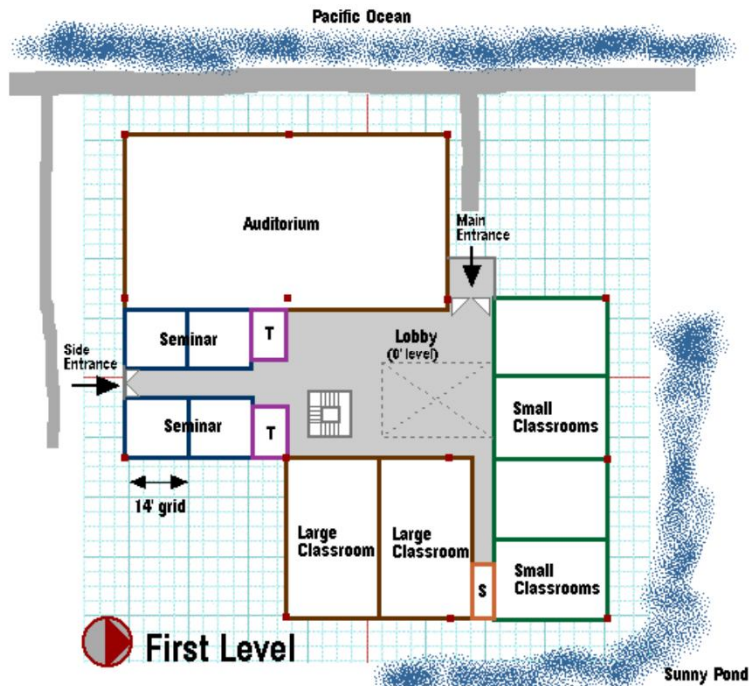 Pacific Ocean
Auditorium
Main
Entrance
Seminar
T
Lobby
(0' level)
Side
Entrance
Small
Classrooms
Seminar
T
14' grid
Large
Classroom
Large
Classroom
S
Small
Classrooms
First Level
Sunny Pond